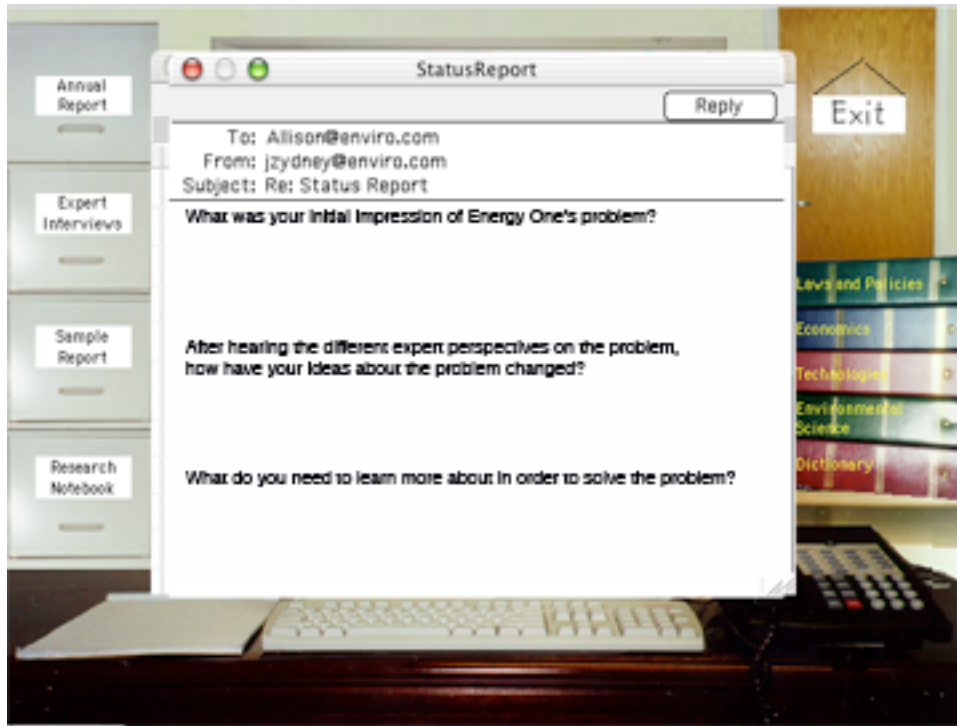 StatusReport
Reply
To: Allison@enviro.com
From: jzydney@enviro.com
Subject: Re: Status Report
What was your initial impression of Energy One's problem?
After hearing the different expert perspectives on the problem,
how have your ideas about the problem changed?
What do you need to learn more about in order to solve the problem?
Annual
Report
Expert
Interviews
Sample
Report
Research
Notebook
Exit
Laws and Policies
Economics
Technologies
Environmental
Science
Dictionary